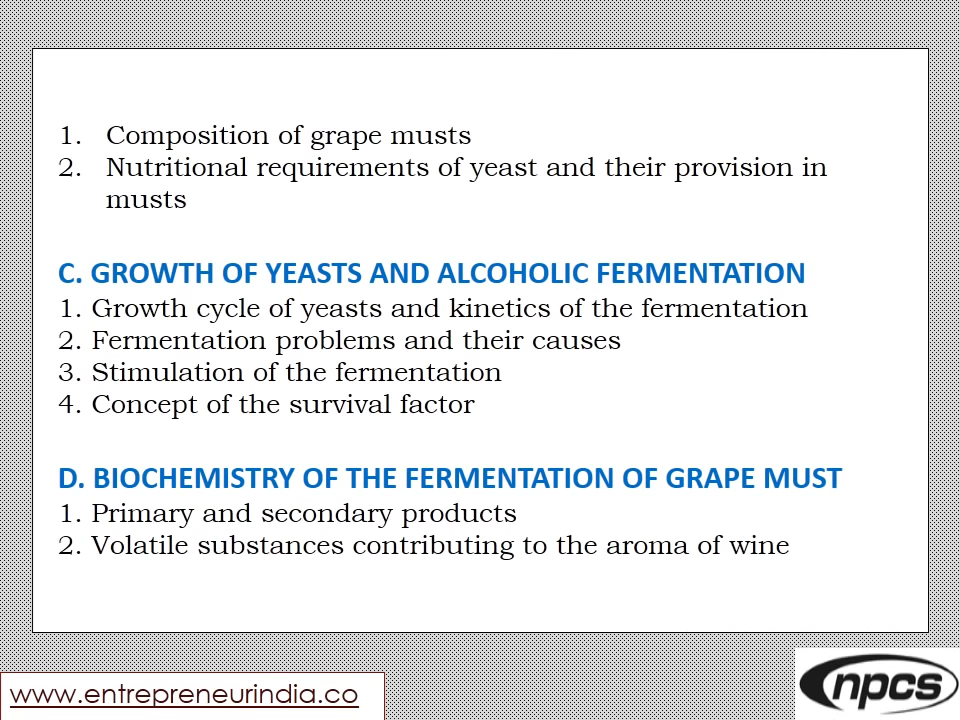 1. Composition of grape musts
2. Nutritional requirements of yeast and their provision in
musts
C. GROWTH OF YEASTS AND ALCOHOLIC FERMENTATION
1. Growth cycle of yeasts and kinetics of the fermentation
2. Fermentation problems and their causes
3. Stimulation of the fermentation
4. Concept of the survival factor
D. BIOCHEMISTRY OF THE FERMENTATION OF GRAPE MUST
1. Primary and secondary products
2. Volatile substances contributing to the aroma of wine
www.entrepreneurindia.co
npcs